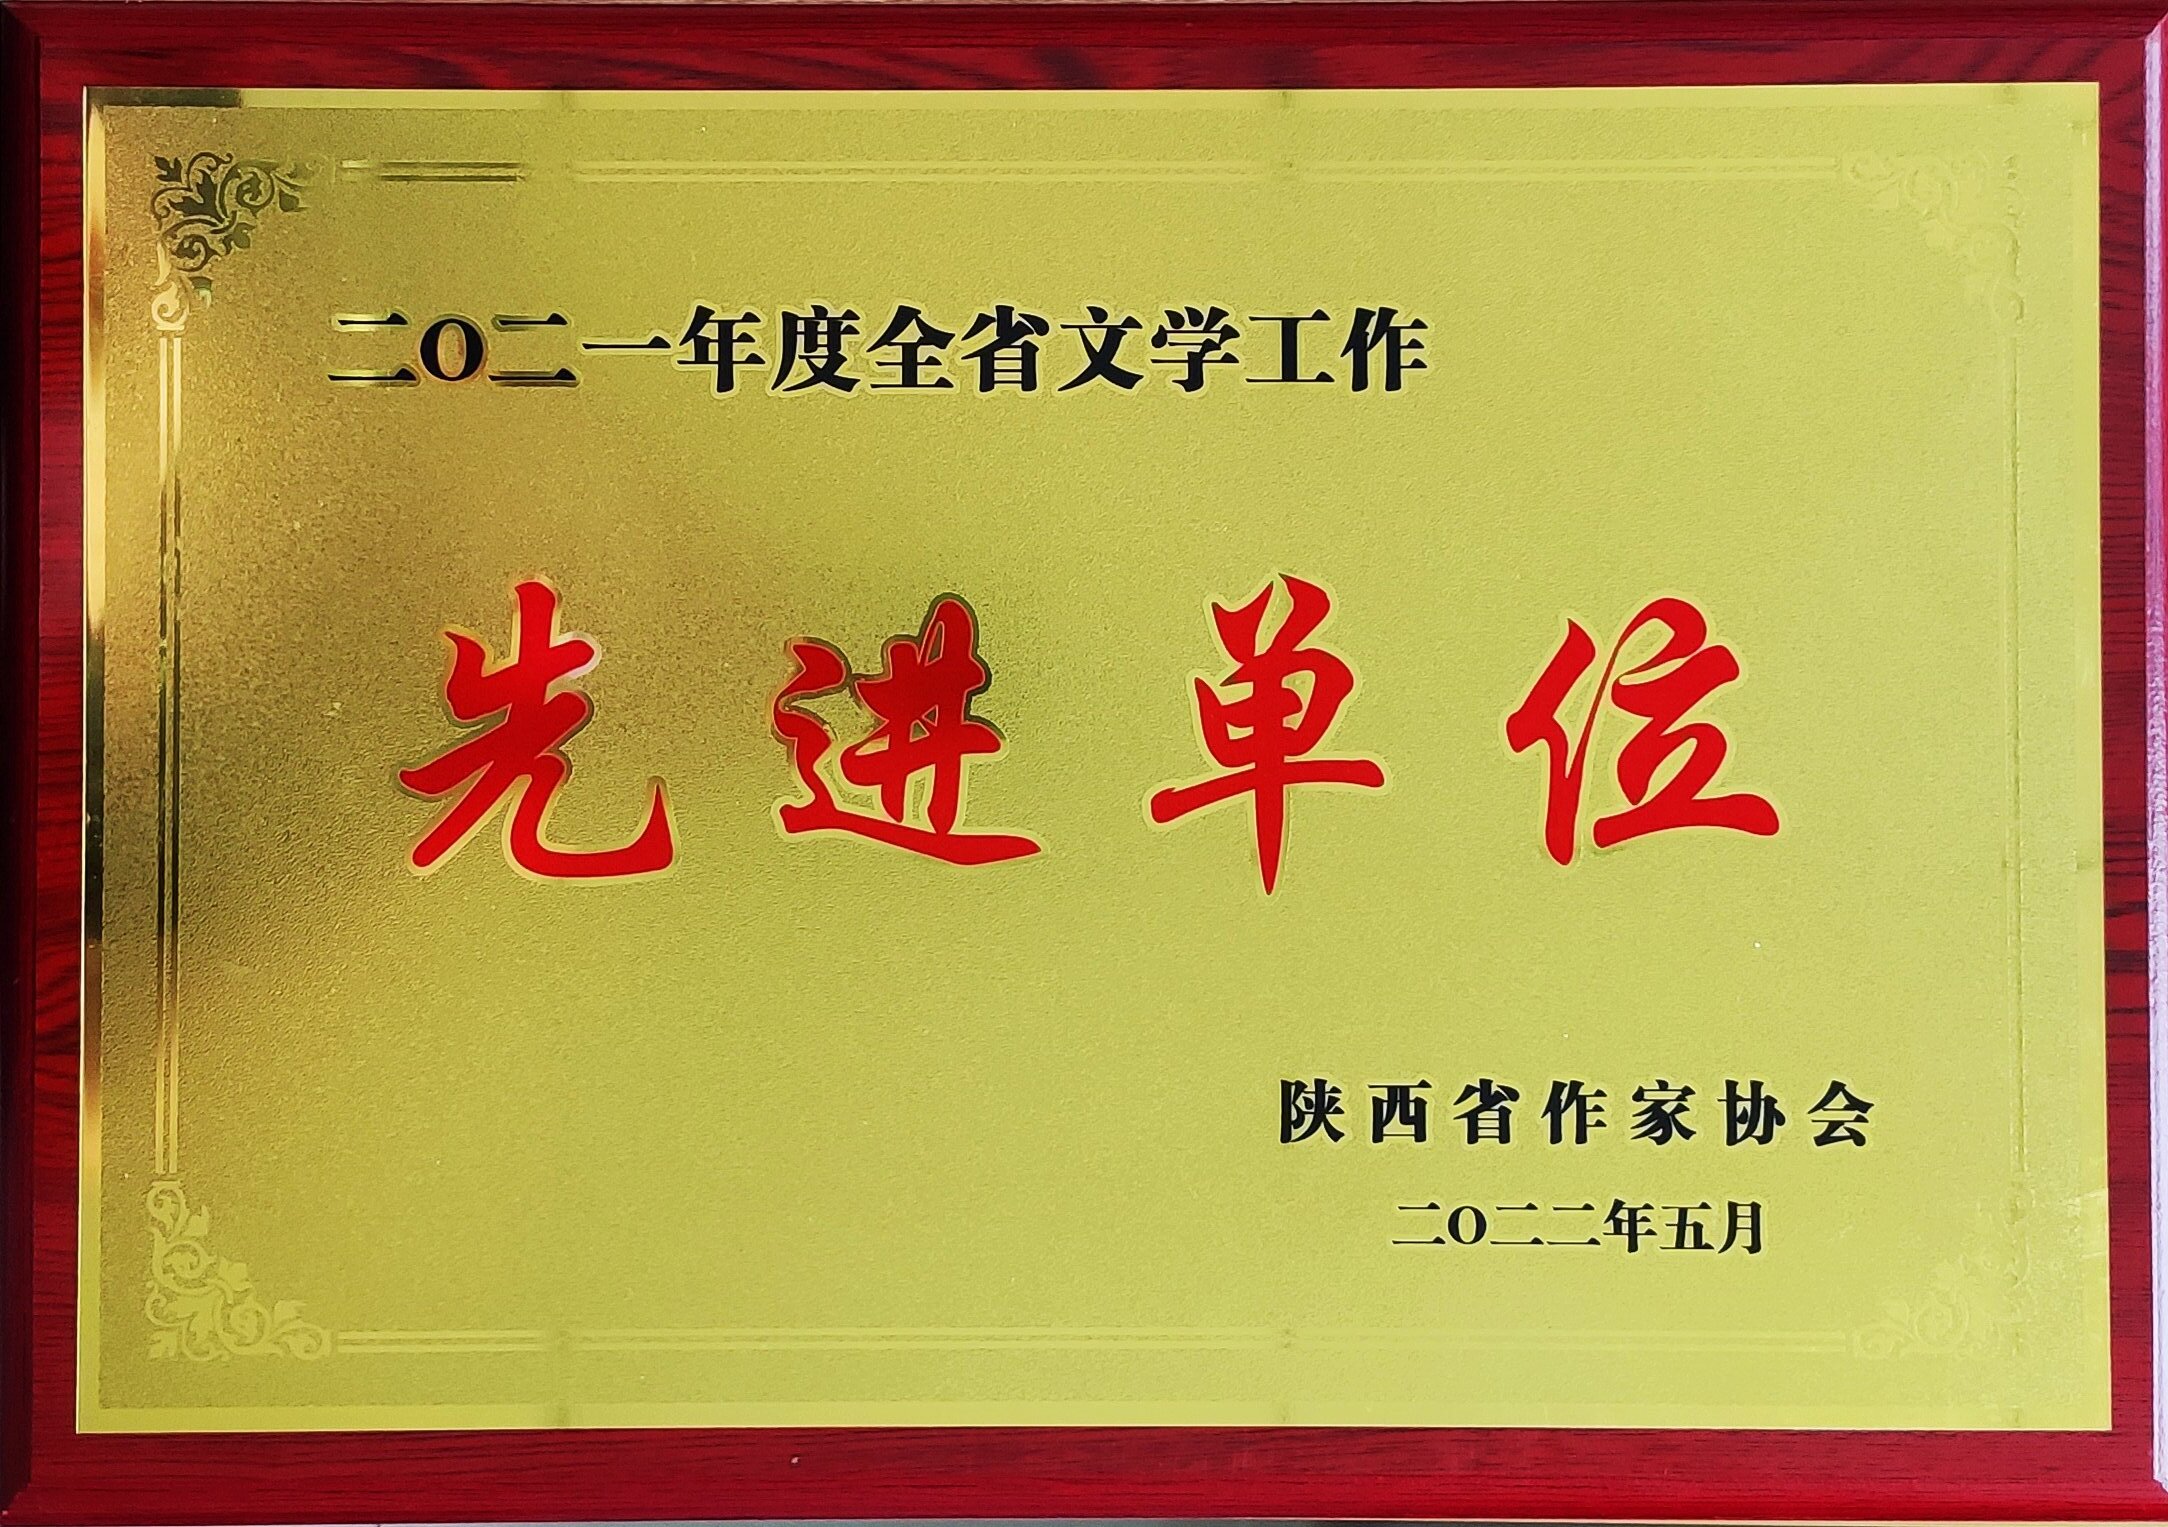 二〇二一年度全省文学工作
先进单位
陕西省作家协会
二〇二二年五月